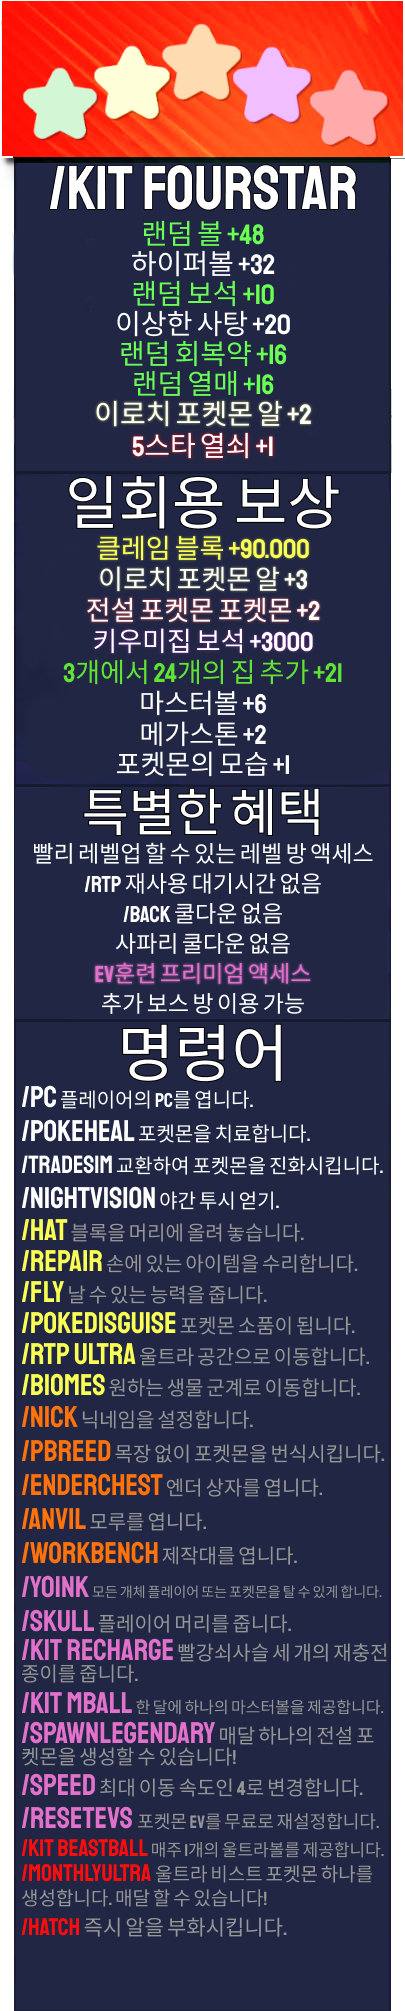 /KIT FOURSTAR
랜덤 볼 +48
하이퍼볼 +32
랜덤 보석 +10
이상한 사탕 +20
랜덤 회복약 +16
랜덤 열매 +16
이로치 포켓몬 알 +2
5스타 열쇠 +1
일회용 보상
클레임 블록 +90.000
이로치 포켓몬 알 +3
전설 포켓몬 포켓몬 +2
키우미집 보석 +3000
3개에서 24개의 집 추가 +21
마스터볼 +6
메가스톤 +2
포켓몬의 모습 +1
특별한 혜택
빨리 레벨업 할 수 있는 레벨 방 액세스
/RTP 재사용 대기시간 없음
/BACK 쿨다운 없음
사파리 쿨다운 없음
EV훈련 프리미엄 액세스
추가 보스 방 이용 가능
명령어
/PC 플레이어의 PC를 엽니다.
/POKEHEAL 포켓몬을 치료합니다.
/TRADESIM 교환하여 포켓몬을 진화시킵니다.
/NIGHTVISION 야간 투시 얻기.
/HAT 블록을 머리에 올려 놓습니다.
/REPAIR 손에 있는 아이템을 수리합니다.
/FLY 날 수 있는 능력을 줍니다.
/POKEDISGUISE 포켓몬 소품이 됩니다.
/RTP ULTRA 울트라 공간으로 이동합니다.
/BIOMES 원하는 생물 군계로 이동합니다.
/NICK 닉네임을 설정합니다.
/PBREED 목장 없이 포켓몬을 번식시킵니다.
/ENDERCHEST 엔더 상자를 엽니다.
/ANVIL 모루를 엽니다.
/WORKBENCH 제작대를 엽니다.
/YOINK 모든 개체 플레이어 또는 포켓몬을 탈 수 있게 합니다.
/SKULL 플레이어 머리를 줍니다.
/KIT RECHARGE 빨강쇠사슬 세 개의 재충전
종이를 줍니다.
/KIT MBALL 한 달에 하나의 마스터볼을 제공합니다.
/SPAWNLEGENDARY 매달 하나의 전설 포
켓몬을 생성할 수 있습니다!
/SPEED 최대 이동 속도인 4로 변경합니다.
/RESETEVS 포켓몬 EV를 무료로 재설정합니다.
/KIT BEASTBALL 매주 1개의 울트라볼를 제공합니다.
/MONTHLYULTRA 울트라 비스트 포켓몬 하나를
생성합니다. 매달 할 수 있습니다!
/HATCH 즉시 알을 부화시킵니다.